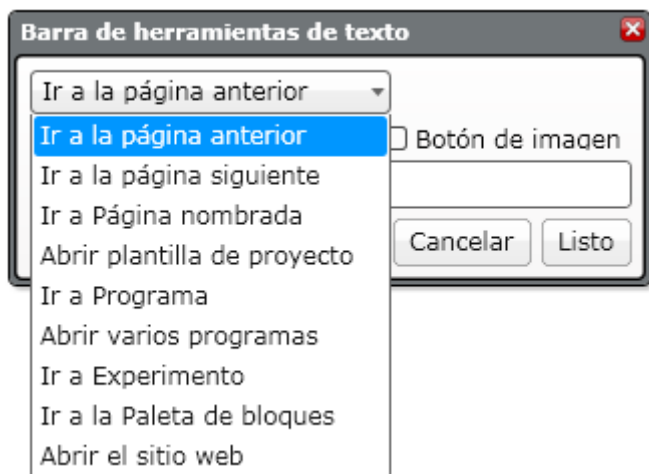 Barra de herramientas de texto
Ir a la página anterior
Ir a la página anterior
Botón de imagen
Ir a la página siguiente
Ir a Página nombrada
Abrir plantilla de proyecto
Cancelar
Listo
Ir a Programa
Abrir varios programas
Ir a Experimento
Ir a la Paleta de bloques
Abrir el sitio web